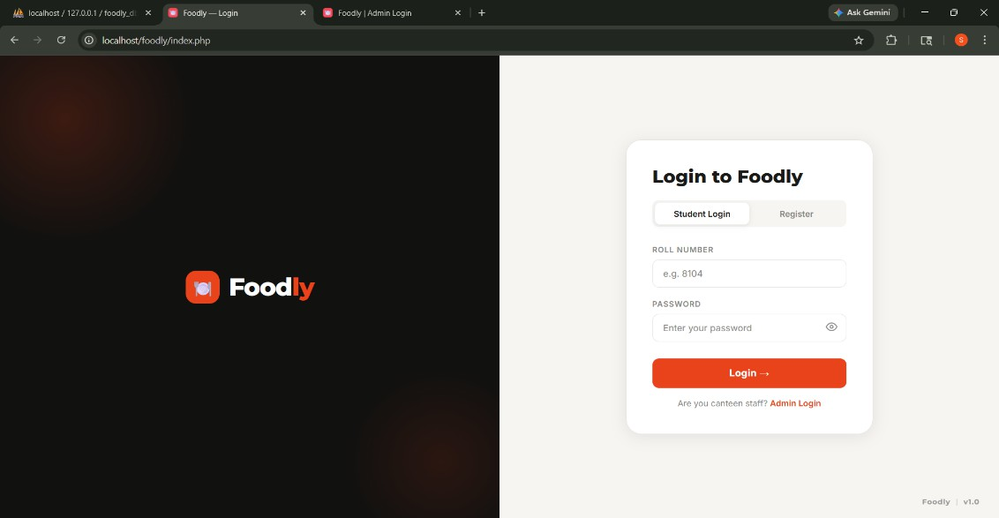 localhost / 127.0.0.1 / foodly_d
Foodly — Login
Foodly | Admin Login
Ask Gemini
localhost/foodly/index.php
S
Foodly
Login to Foodly
Student Login
Register
ROLL NUMBER
e.g. 8104
PASSWORD
Enter your password
Login →
Are you canteen staff? Admin Login
Foodly | v1.0